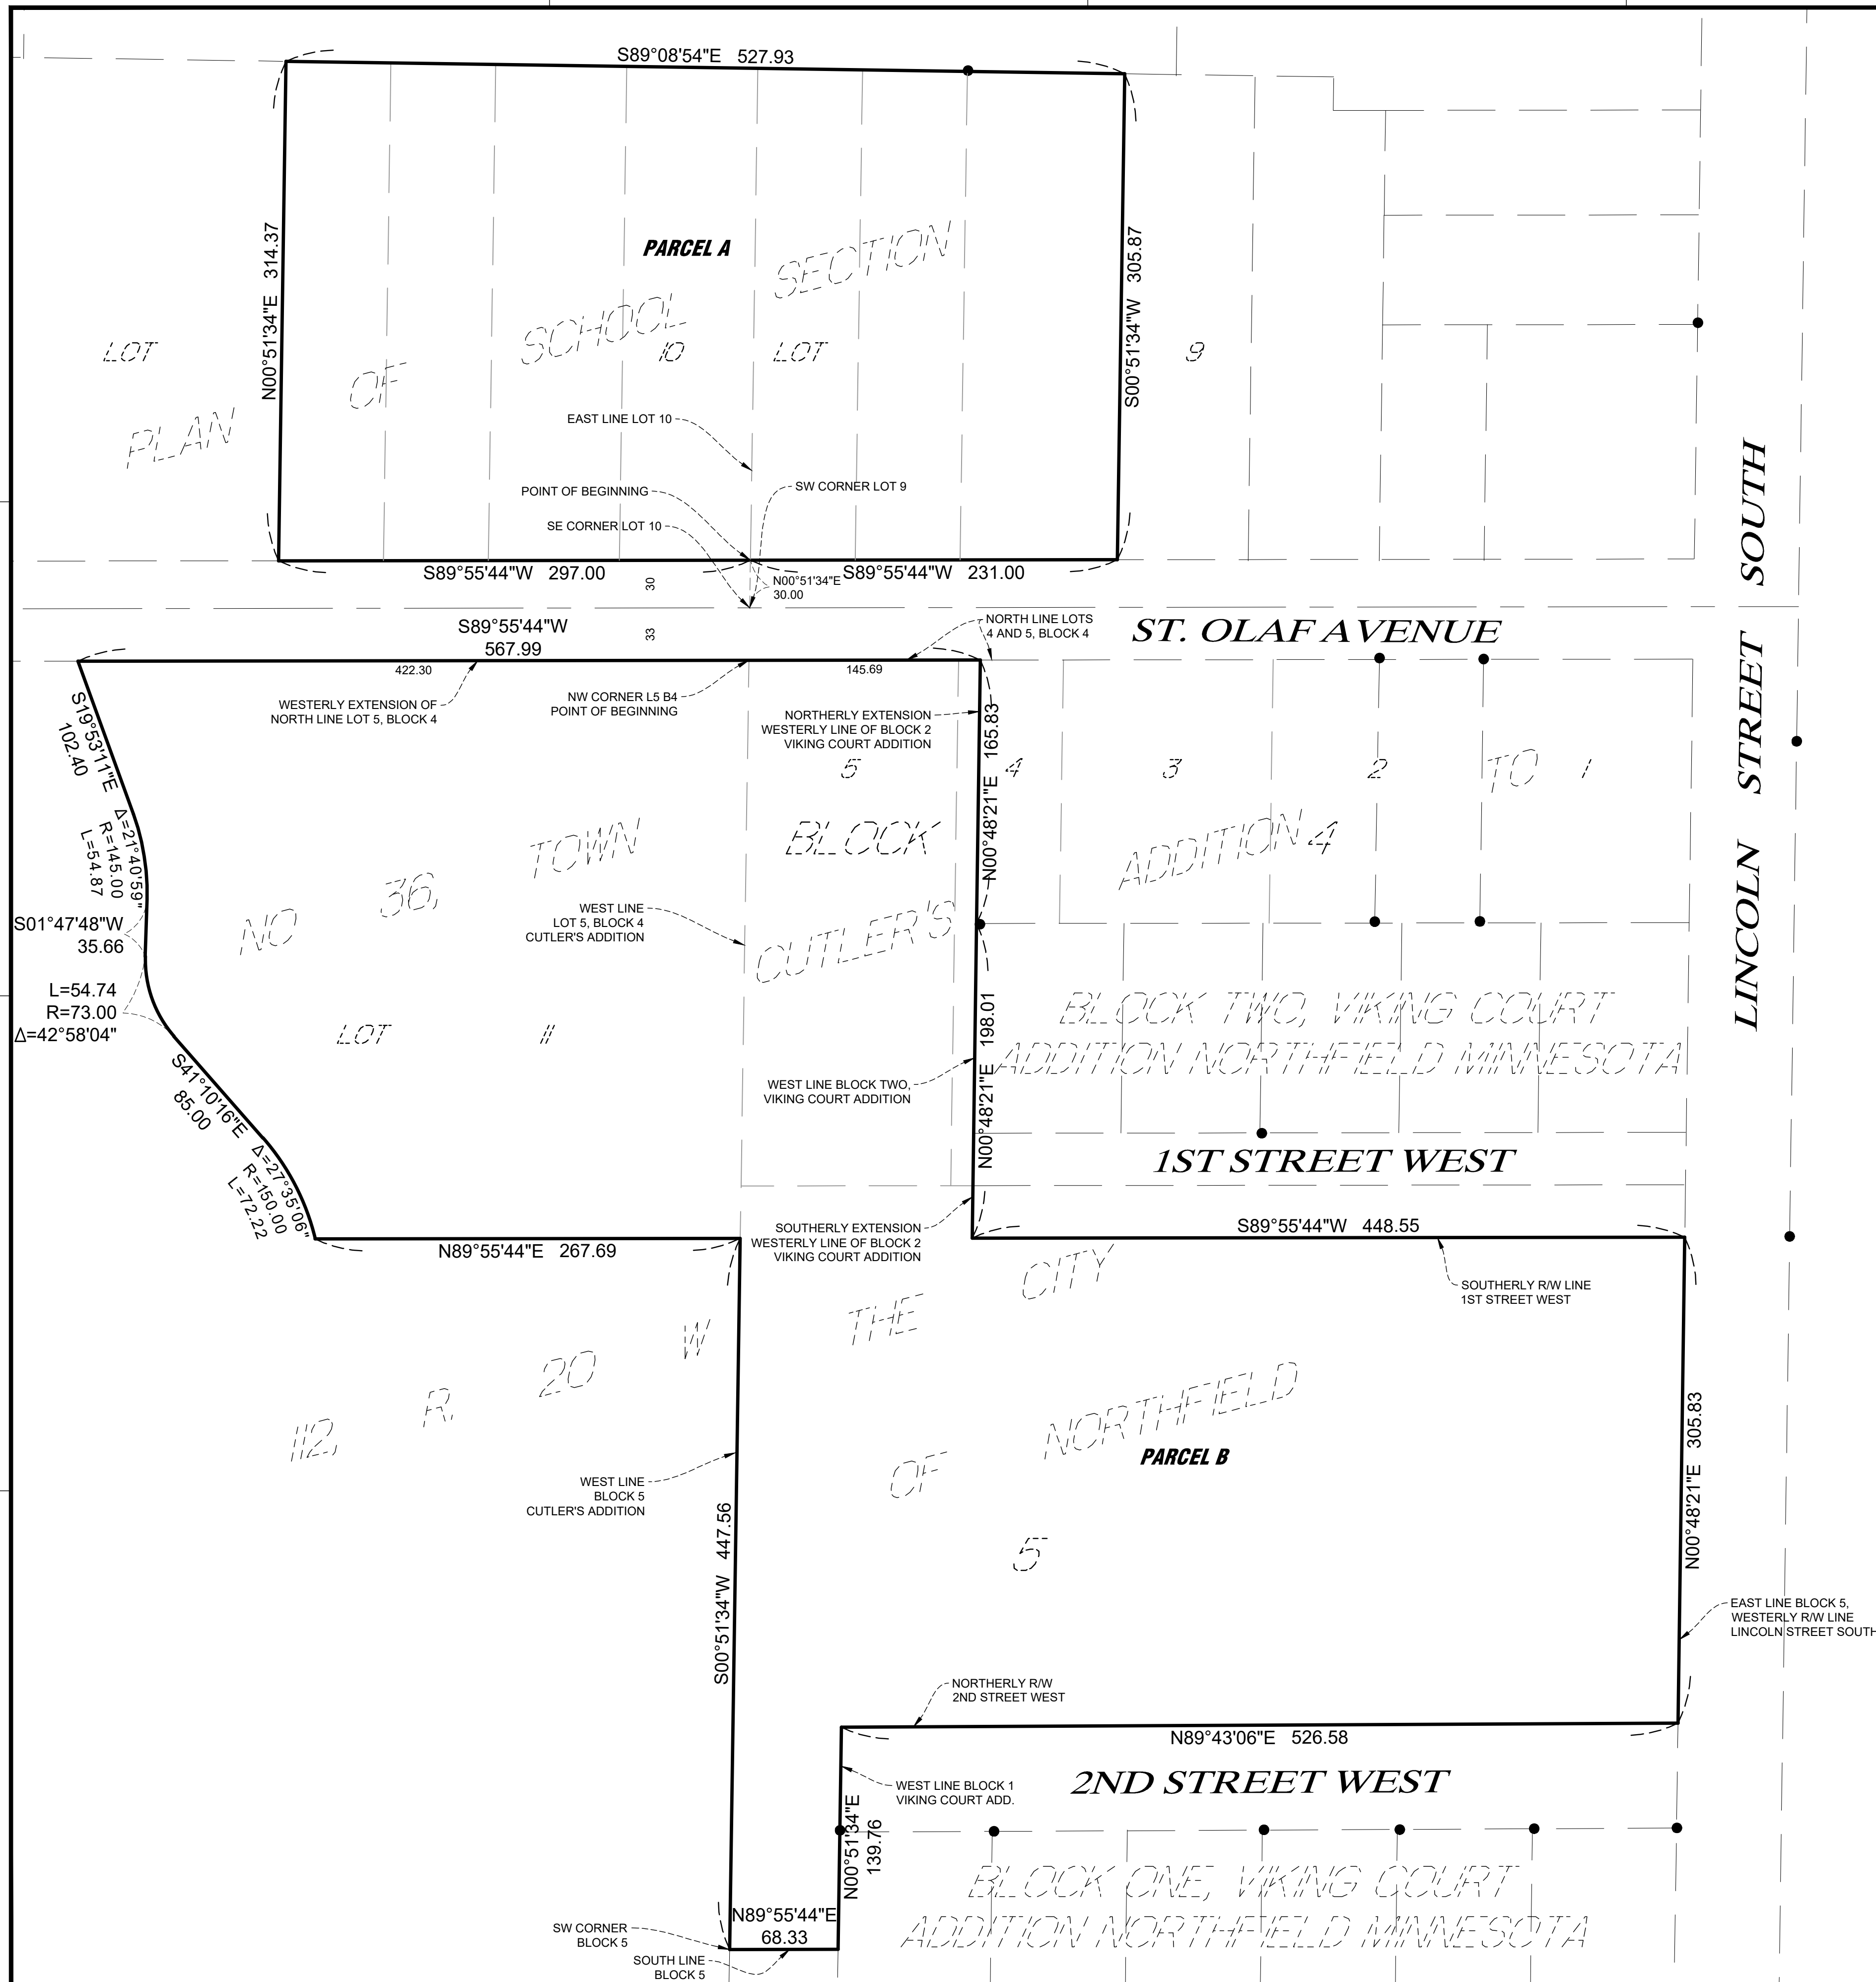 S89°08'54"E 527.93
N00°51'34"E 314.37
PARCEL A
S00°51'34"W 305.87
PLAN OF SCHOOL SECTION
LOT
10
LOT
9
EAST LINE LOT 10
POINT OF BEGINNING
SW CORNER LOT 9
SE CORNER LOT 10
S89°55'44"W 297.00
30
N00°51'34"E
30.00
S89°55'44"W 231.00
S89°55'44"W
567.99
33
NORTH LINE LOTS
4 AND 5, BLOCK 4
ST. OLAF AVENUE
LINCOLN STREET SOUTH
422.30
145.69
WESTERLY EXTENSION OF
NORTH LINE LOT 5, BLOCK 4
NW CORNER L5 B4
POINT OF BEGINNING
NORTHERLY EXTENSION
WESTERLY LINE OF BLOCK 2
VIKING COURT ADDITION
N00°48'21"E 165.83
S19°53'11"E
102.40
5
4
3
2
1
Δ=21°40'59"
R=145.00
L=54.87
BLOCK
4
NO 36, TOWN
CUTLER'S ADDITION TO
S01°47'48"W
35.66
WEST LINE
LOT 5, BLOCK 4
CUTLER'S ADDITION
L=54.74
R=73.00
Δ=42°58'04"
LOT
11
BLOCK TWO, VIKING COURT
ADDITION NORTHFIELD MINNESOTA
N00°48'21"E 198.01
WEST LINE BLOCK TWO,
VIKING COURT ADDITION
S41°10'16"E
85.00
1ST STREET WEST
Δ=27°35'06"
R=150.00
L=72.22
N89°55'44"E 267.69
SOUTHERLY EXTENSION
WESTERLY LINE OF BLOCK 2
VIKING COURT ADDITION
S89°55'44"W 448.55
SOUTHERLY R/W LINE
1ST STREET WEST
THE CITY
112, R. 20 W
OF NORTHFIELD
PARCEL B
N00°48'21"E 305.83
WEST LINE
BLOCK 5
CUTLER'S ADDITION
S00°51'34"W 447.56
5
EAST LINE BLOCK 5,
WESTERLY R/W LINE
LINCOLN STREET SOUTH
NORTHERLY R/W
2ND STREET WEST
N89°43'06"E 526.58
2ND STREET WEST
WEST LINE BLOCK 1
VIKING COURT ADD.
N00°51'34"E
139.76
BLOCK ONE, VIKING COURT
ADDITION NORTHFIELD MINNESOTA
N89°55'44"E
68.33
SW CORNER
BLOCK 5
SOUTH LINE
BLOCK 5